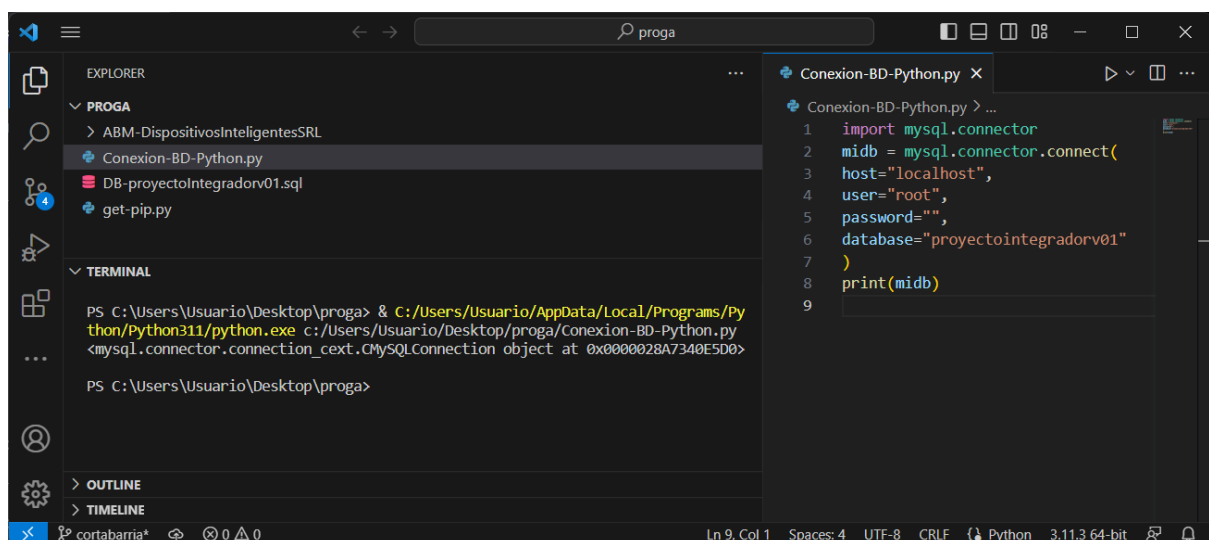 proga
EXPLORER
PROGA
ABM-DispositivosInteligentesSRL
Conexion-BD-Python.py
DB-proyectoIntegradorv01.sql
get-pip.py
4
TERMINAL
PS C:\Users\Usuario\Desktop\proga> & C:/Users/Usuario/AppData/Local/Programs/Py
thon/Python311/python.exe c:/Users/Usuario/Desktop/proga/Conexion-BD-Python.py
<mysql.connector.connection_cext.CMySQLConnection object at 0x0000028A7340E5D0>
PS C:\Users\Usuario\Desktop\proga>
OUTLINE
TIMELINE
Conexion-BD-Python.py
Conexion-BD-Python.py > ...
1 import mysql.connector
2 midb = mysql.connector.connect(
3 host="localhost",
4 user="root",
5 password="",
6 database="proyectointegradorv01"
7 )
8 print(midb)
9
cortabarria* 0 0 Ln 9, Col 1 Spaces: 4 UTF-8 CRLF Python 3.11.3 64-bit